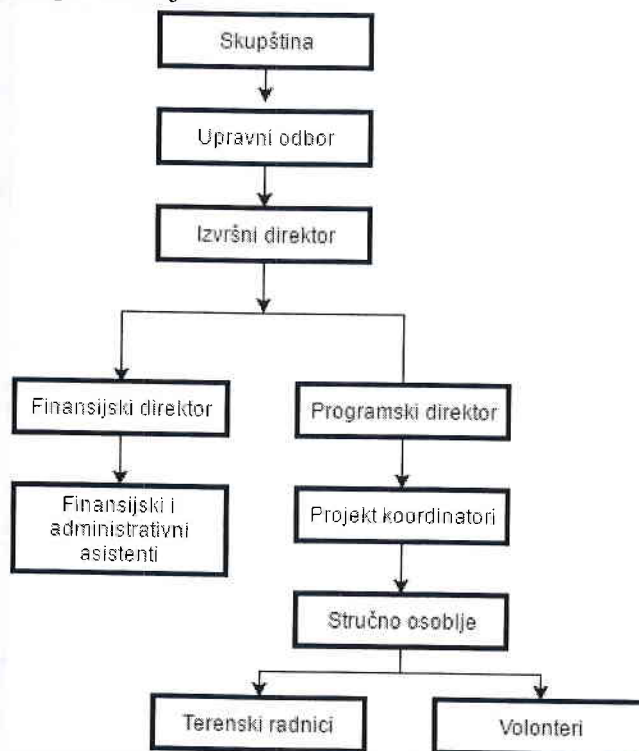 Skupština
Upravni odbor
Izvršni direktor
Finansijski direktor
Programski direktor
Finansijski i
administrativni
asistenti
Projekt koordinatori
Stručno osoblje
Terenski radnici
Volonteri